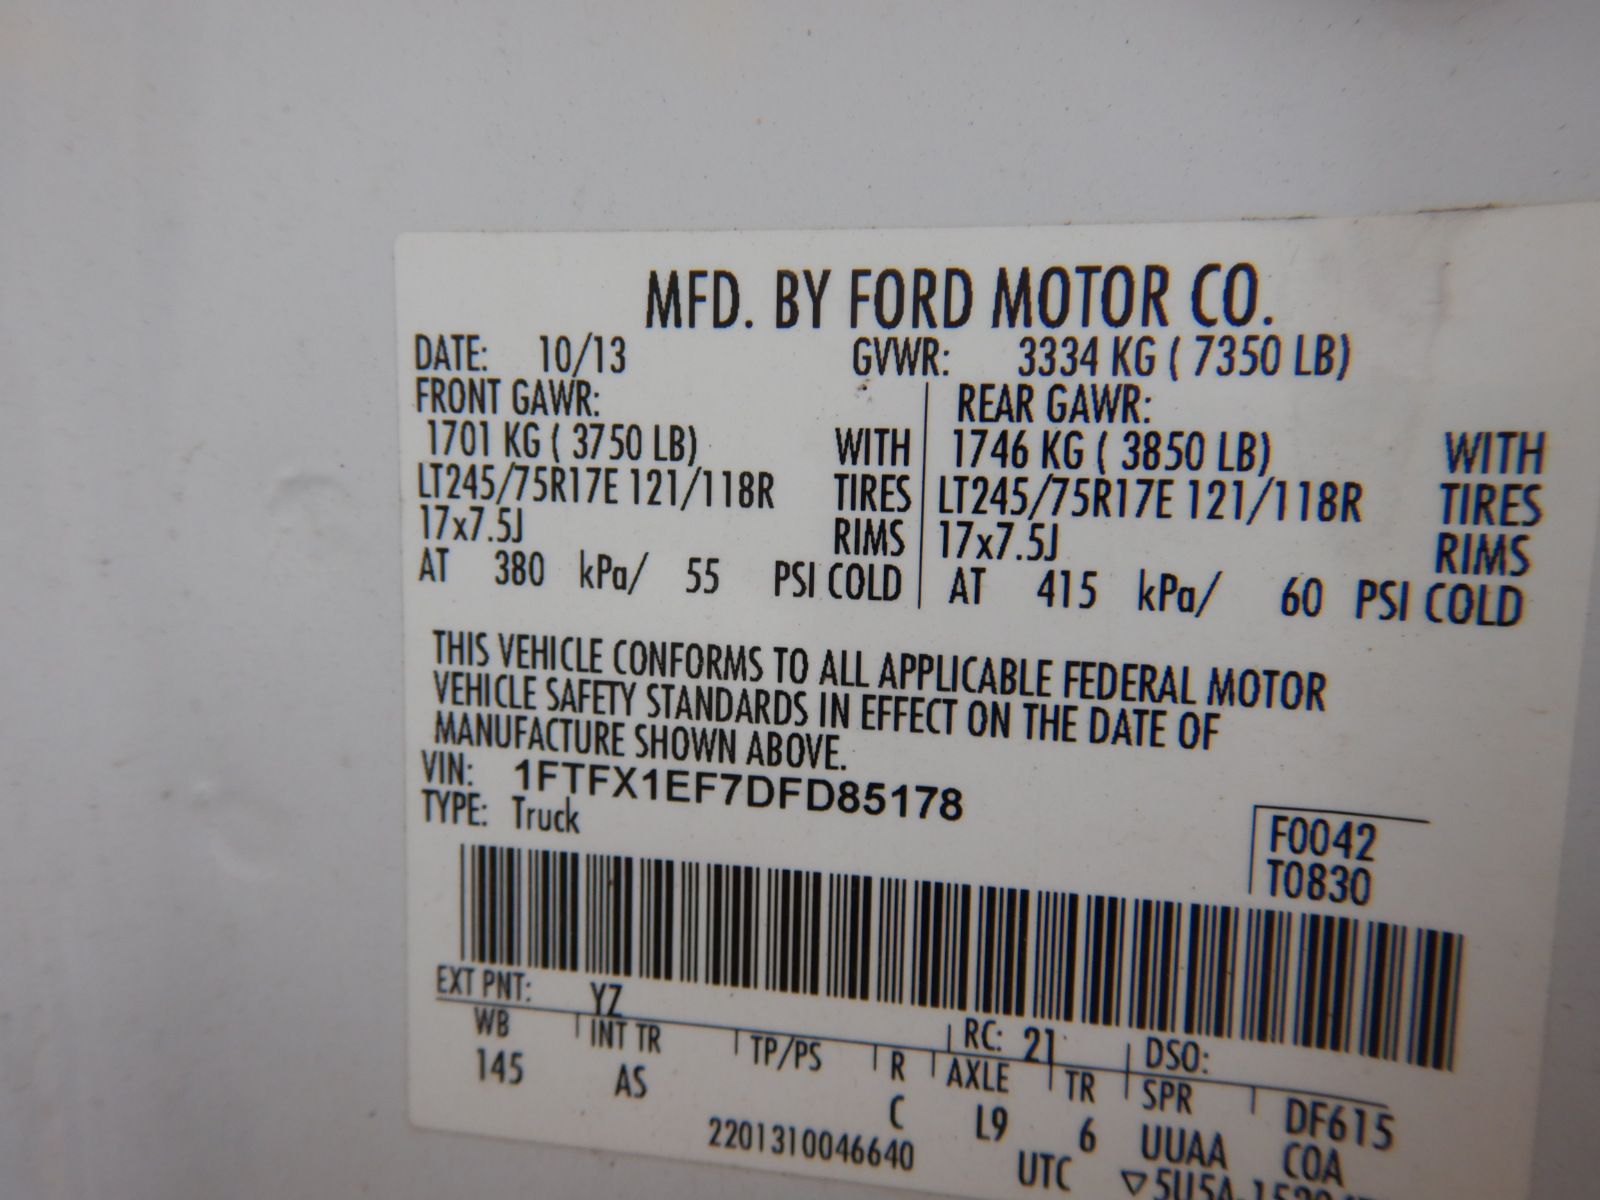 MFD. BY FORD MOTOR CO.
DATE: 10/13 GVWR: 3334 KG ( 7350 LB)
FRONT GAWR: REAR GAWR:
1701 KG ( 3750 LB) WITH 1746 KG ( 3850 LB) WITH
LT245/75R17E 121/118R TIRES LT245/75R17E 121/118R TIRES
17x7.5J RIMS 17x7.5J RIMS
AT 380 kPa/ 55 PSI COLD AT 415 kPa/ 60 PSI COLD
THIS VEHICLE CONFORMS TO ALL APPLICABLE FEDERAL MOTOR
VEHICLE SAFETY STANDARDS IN EFFECT ON THE DATE OF
MANUFACTURE SHOWN ABOVE.
VIN: 1FTFX1EF7DFD85178
TYPE: Truck
F0042
T0830
EXT PNT: YZ RC: 21 DSO:
WB INT TR TP/PS R AXLE TR SPR DF615
145 AS C L9 6 UUAA COA
2201310046640 UTC